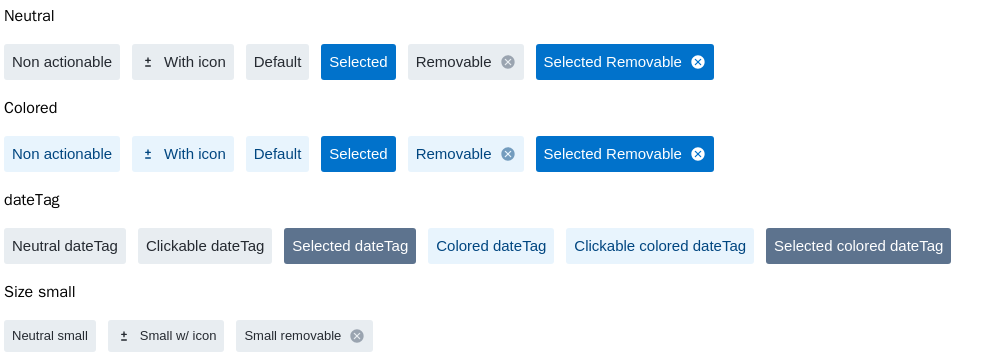 Neutral
Non actionable With icon Default Selected Removable Selected Removable
Colored
Non actionable With icon Default Selected Removable Selected Removable
dateTag
Neutral dateTag Clickable dateTag Selected dateTag Colored dateTag Clickable colored dateTag Selected colored dateTag
Size small
Neutral small Small w/ icon Small removable